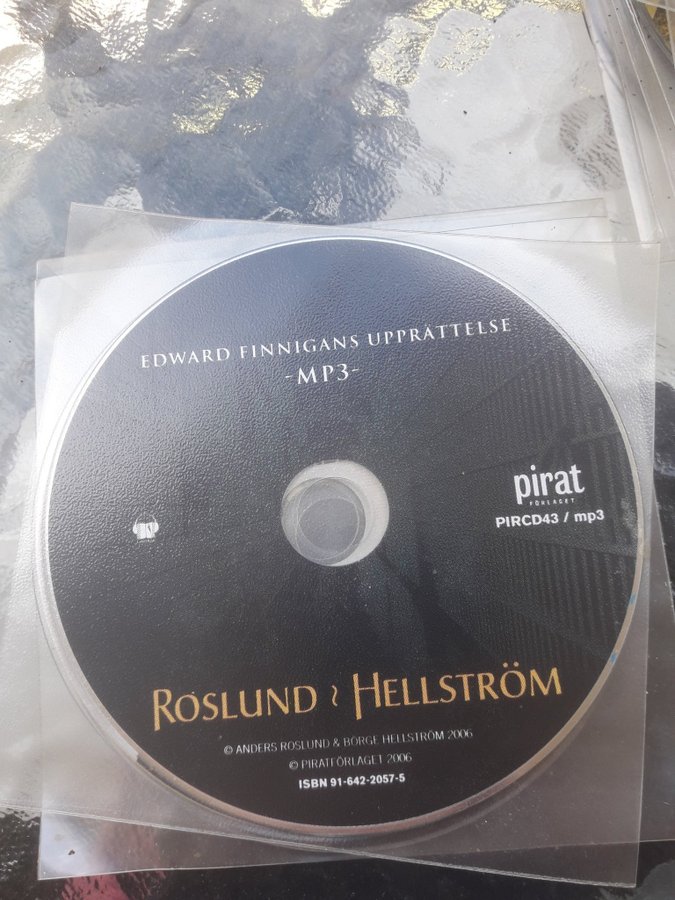 EDWARD FINNIGANS UPPRÄTTELSE
-MP3-
pirat
FÖRLAGET
PIRCD43 / mp3
ROSLUND & HELLSTRÖM
© ANDERS ROSLUND & BÖRGE HELLSTRÖM 2006
© PIRATFÖRLAGET 2006
ISBN 91-642-2057-5